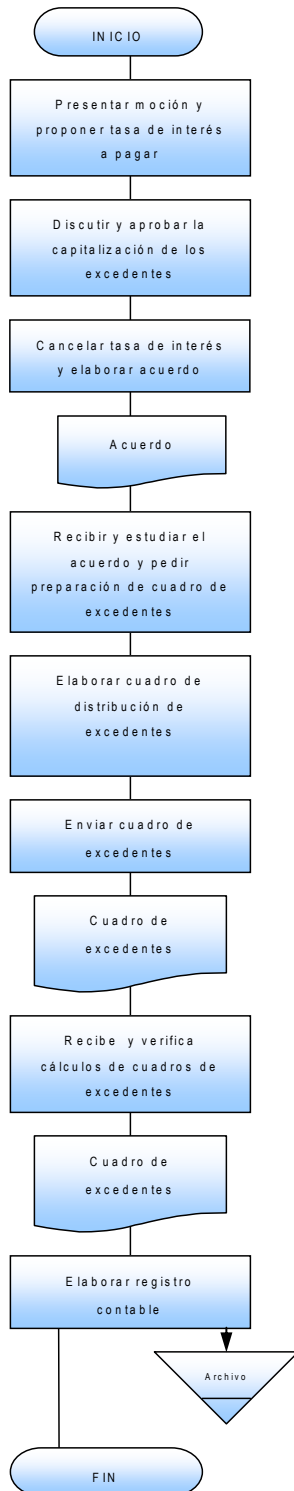 INICIO
Presentar moción y
proponer tasa de interés
a pagar
Discutir y aprobar la
capitalización de los
excedentes
Cancelar tasa de interés
y elaborar acuerdo
Acuerdo
Recibir y estudiar el
acuerdo y pedir
preparación de cuadro de
excedentes
Elaborar cuadro de
distribución de
excedentes
Enviar cuadro de
excedentes
Cuadro de
excedentes
Recibe y verifica
cálculos de cuadros de
excedentes
Cuadro de
excedentes
Elaborar registro
contable
Archivo
FIN